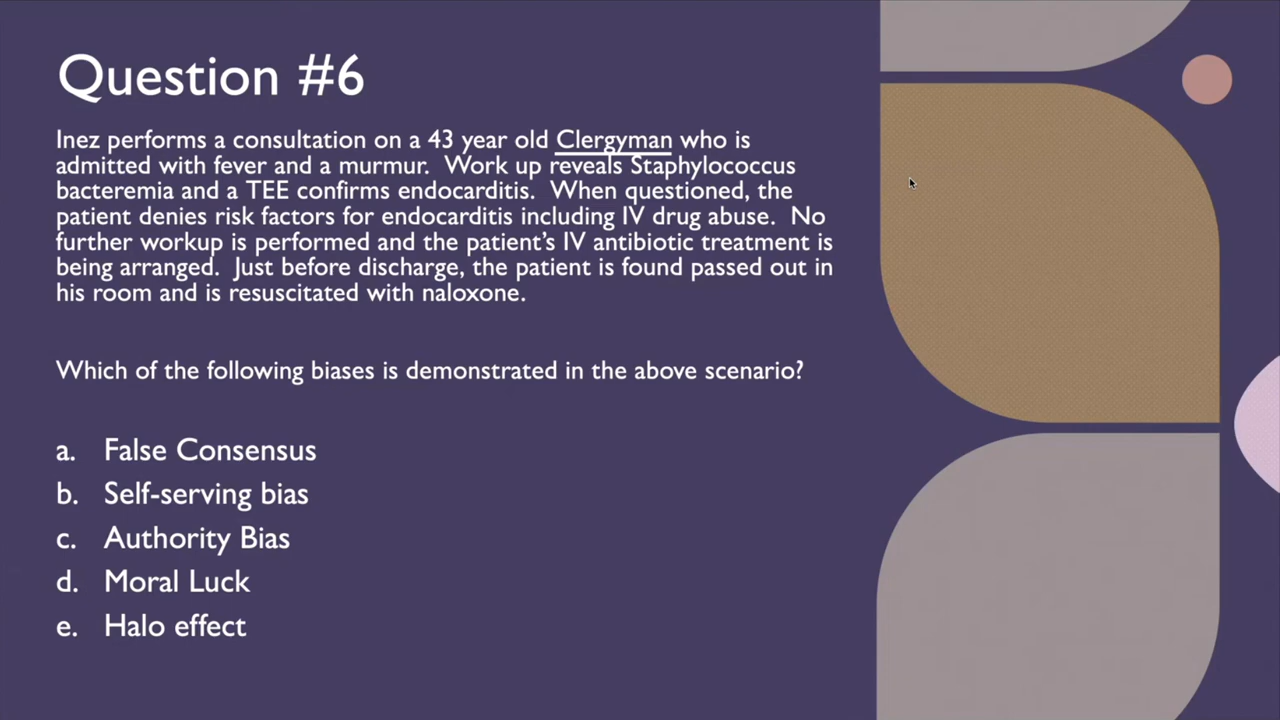 Question #6
Inez performs a consultation on a 43 year old Clergyman who is
admitted with fever and a murmur. Work up reveals Staphylococcus
bacteremia and a TEE confirms endocarditis. When questioned, the
patient denies risk factors for endocarditis including IV drug abuse. No
further workup is performed and the patient’s IV antibiotic treatment is
being arranged. Just before discharge, the patient is found passed out in
his room and is resuscitated with naloxone.
Which of the following biases is demonstrated in the above scenario?
a. False Consensus
b. Self-serving bias
c. Authority Bias
d. Moral Luck
e. Halo effect